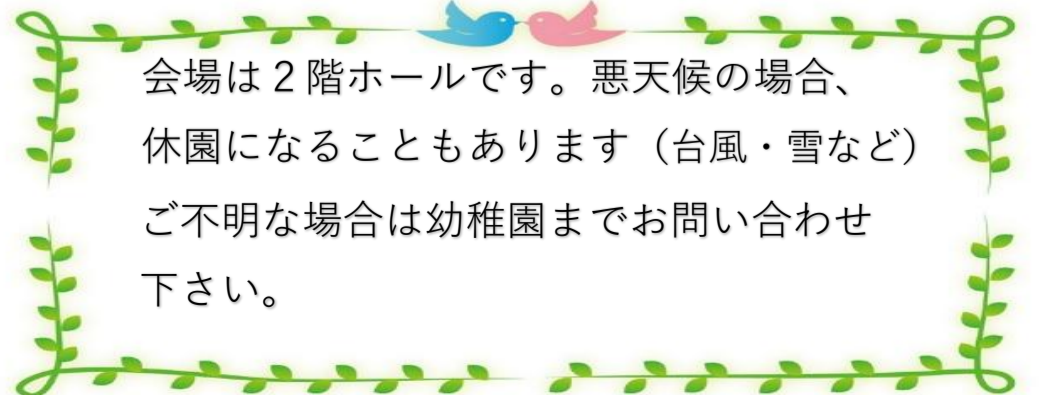 会場は２階ホールです。悪天候の場合、
休園になることもあります（台風・雪など）
ご不明な場合は幼稚園までお問い合わせ
下さい。